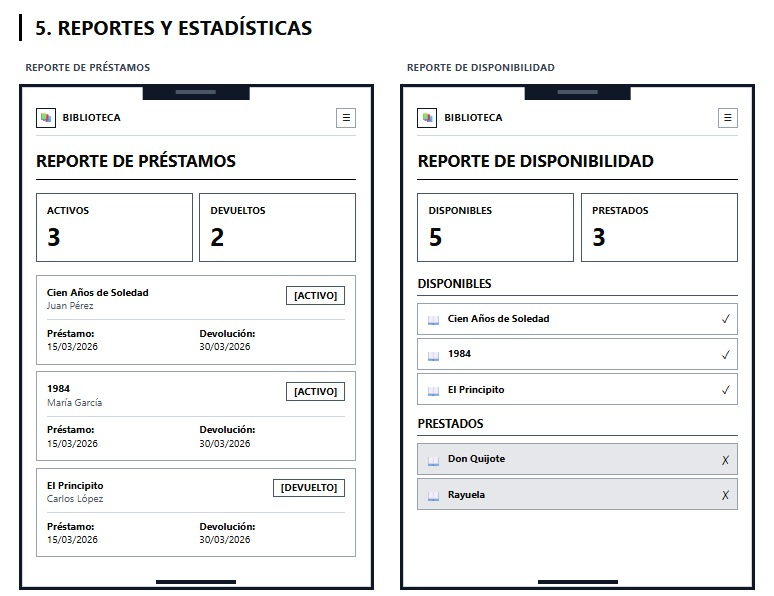 5. REPORTES Y ESTADÍSTICAS
REPORTE DE PRÉSTAMOS
BIBLIOTECA
☰
REPORTE DE PRÉSTAMOS
ACTIVOS
3
DEVUELTOS
2
Cien Años de Soledad
Juan Pérez
[ACTIVO]
Préstamo:
15/03/2026
Devolución:
30/03/2026
1984
María García
[ACTIVO]
Préstamo:
15/03/2026
Devolución:
30/03/2026
El Principito
Carlos López
[DEVUELTO]
Préstamo:
15/03/2026
Devolución:
30/03/2026
REPORTE DE DISPONIBILIDAD
BIBLIOTECA
☰
REPORTE DE DISPONIBILIDAD
DISPONIBLES
5
PRESTADOS
3
DISPONIBLES
Cien Años de Soledad ✓
1984 ✓
El Principito ✓
PRESTADOS
Don Quijote ✗
Rayuela ✗